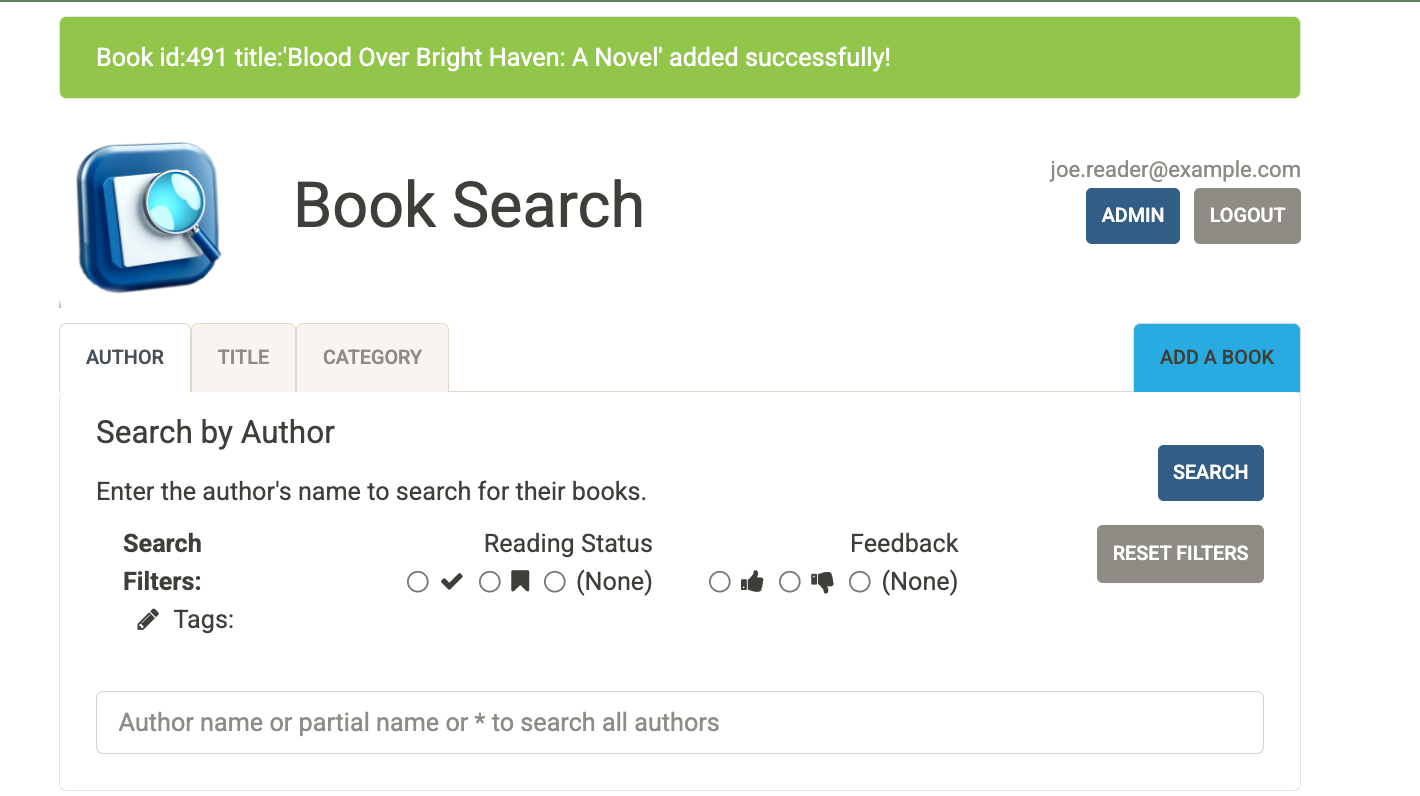 Book id:491 title:'Blood Over Bright Haven: A Novel' added successfully!
Book Search
joe.reader@example.com
ADMIN LOGOUT
AUTHOR TITLE CATEGORY ADD A BOOK
Search by Author
SEARCH
Enter the author's name to search for their books.
Search Reading Status Feedback
Filters: (None) (None)
RESET FILTERS
Tags:
Author name or partial name or * to search all authors